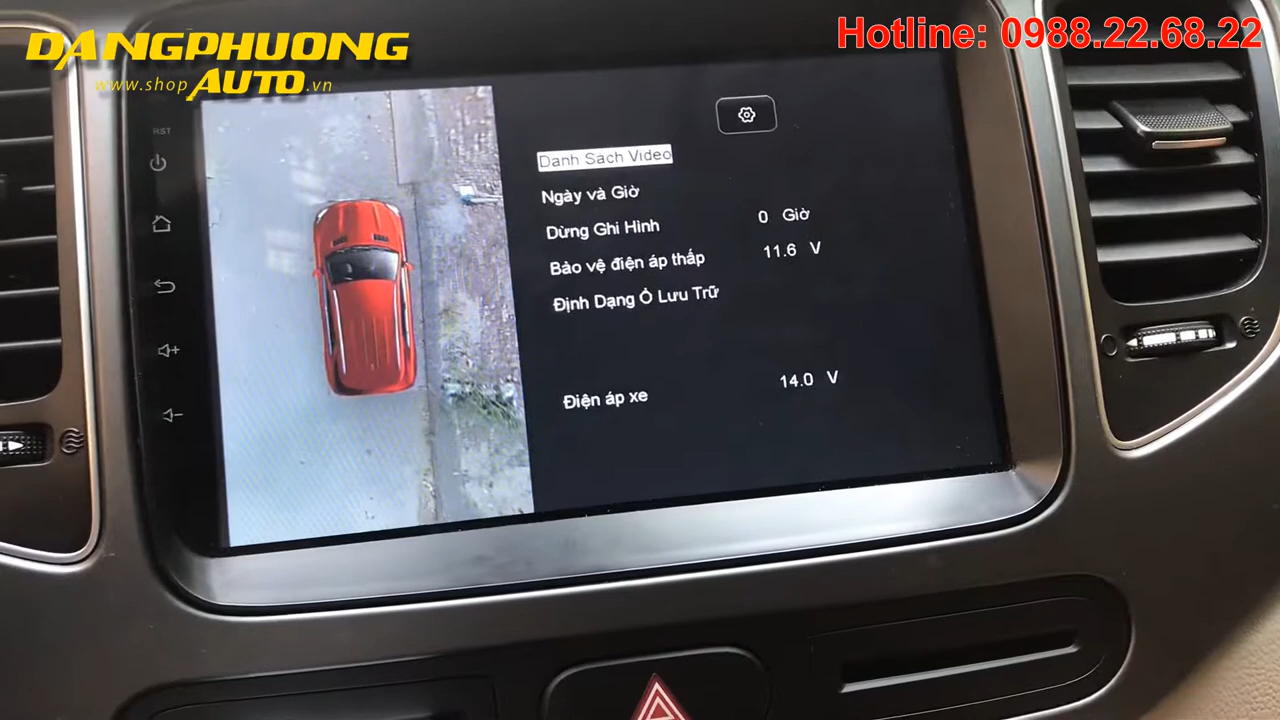 DANGPHUONG
www.shop AUTO.vn
Hotline: 0988.22.68.22
RST
Danh Sach Video
Ngày và Giờ
Dừng Ghi Hình 0 Giờ
Bảo vệ điện áp thấp 11.6 V
Định Dạng Ổ Lưu Trữ
Điện áp xe 14.0 V